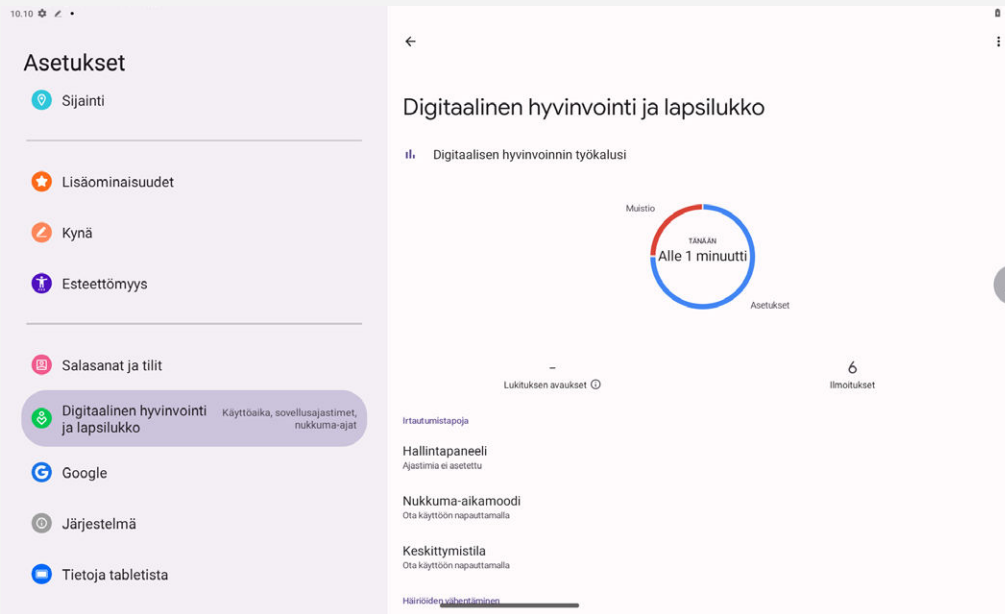 10.10
Asetukset
Sijainti
Lisäominaisuudet
Kynä
Esteettömyys
Salasanat ja tilit
Digitaalinen hyvinvointi
ja lapsilukko
Käyttöaika, sovellusajastimet,
nukkuma-ajat
Google
Järjestelmä
Tietoja tabletista
Digitaalinen hyvinvointi ja lapsilukko
Digitaalisen hyvinvoinnin työkalusi
Muistio
TÄNÄÄN
Alle 1 minuutti
Asetukset
–
Lukituksen avaukset
6
Ilmoitukset
Irtautumistapoja
Hallintapaneeli
Ajastimia ei asetettu
Nukkuma-aikamoodi
Ota käyttöön napauttamalla
Keskittymistila
Ota käyttöön napauttamalla
Häiriöiden vähentäminen